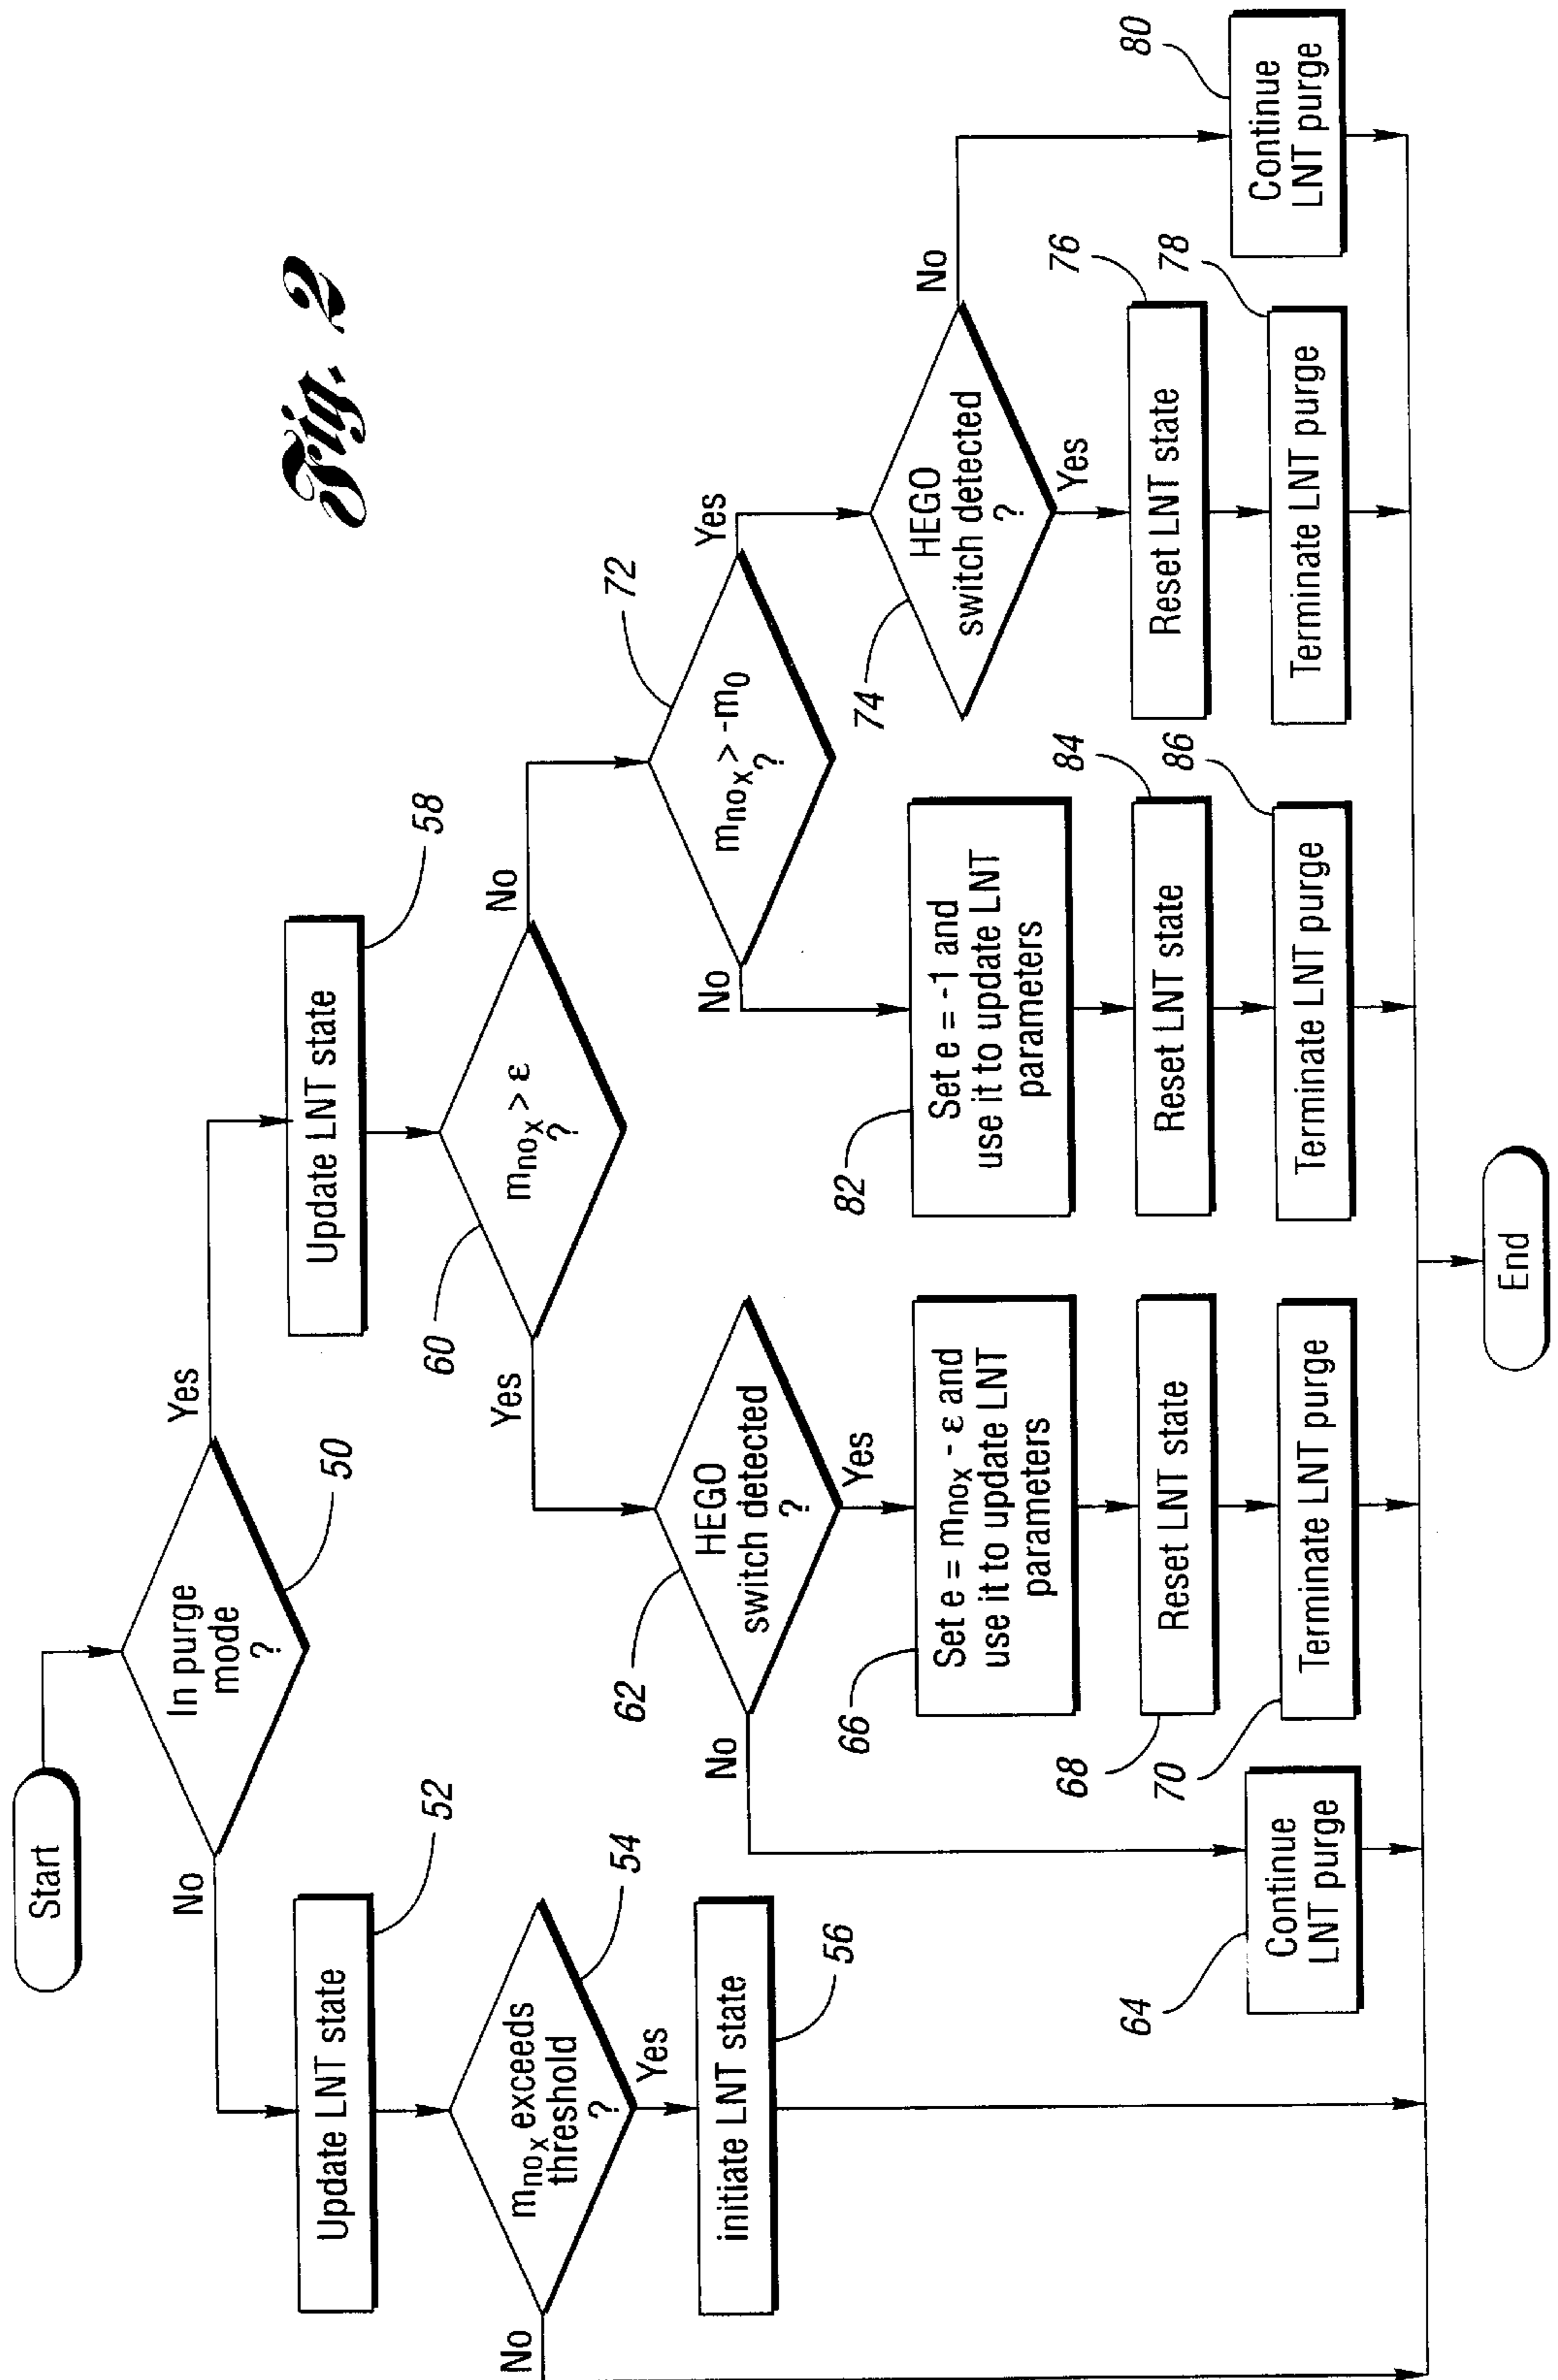 Fig. 2
Start
In purge
mode
?
50
No
Yes
Update LNT state
52
Update LNT state
58
mnox exceeds
threshold
?
54
No
Yes
initiate LNT state
56
mnox > ε
?
60
Yes
No
HEGO
switch detected
?
62
No
Yes
mnox > -m0
?
72
No
Yes
Continue
LNT purge
64
Set e = mnox - ε and
use it to update LNT
parameters
66
Reset LNT state
68
Terminate LNT purge
70
Set e = -1 and
use it to update LNT
parameters
82
Reset LNT state
84
Terminate LNT purge
86
HEGO
switch detected
?
74
No
Yes
Reset LNT state
76
Terminate LNT purge
78
Continue
LNT purge
80
End